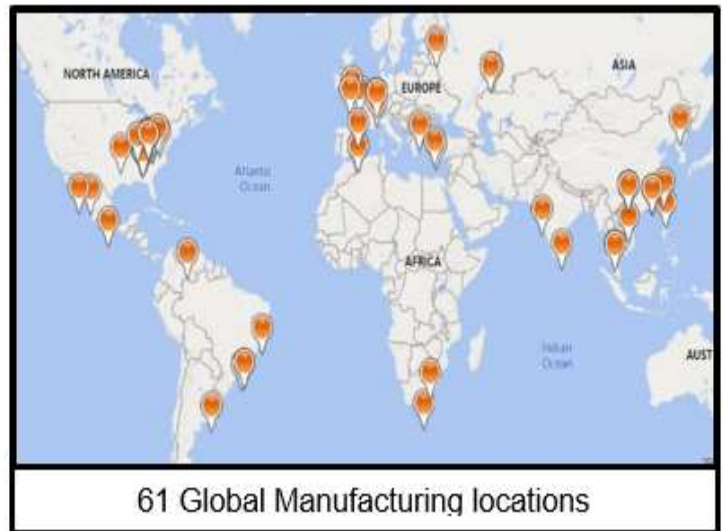 NORTH AMERICA
ASIA
EUROPE
Atlantic
Ocean
AFRICA
Indian
Ocean
AUST
61 Global Manufacturing locations